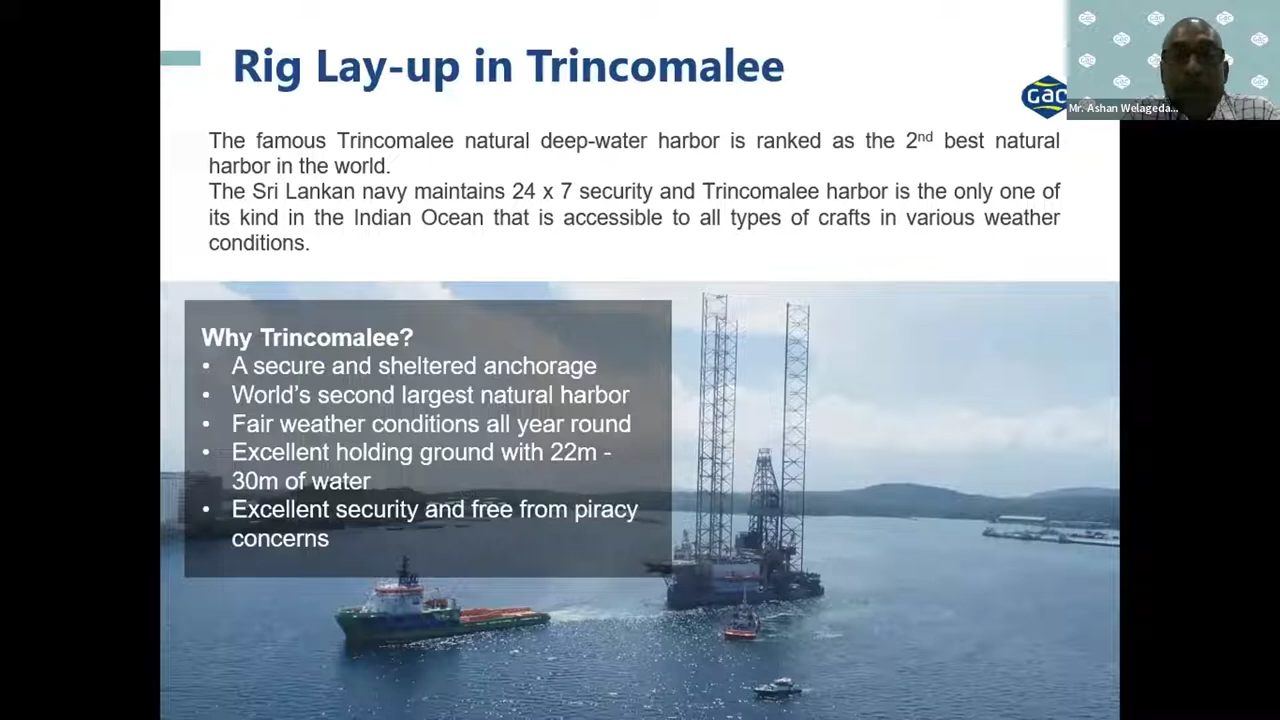 Rig Lay-up in Trincomalee
GAC
Mr. Ashan Welageda...
The famous Trincomalee natural deep-water harbor is ranked as the 2nd best natural
harbor in the world.
The Sri Lankan navy maintains 24 x 7 security and Trincomalee harbor is the only one of
its kind in the Indian Ocean that is accessible to all types of crafts in various weather
conditions.
Why Trincomalee?
• A secure and sheltered anchorage
• World's second largest natural harbor
• Fair weather conditions all year round
• Excellent holding ground with 22m -
30m of water
• Excellent security and free from piracy
concerns